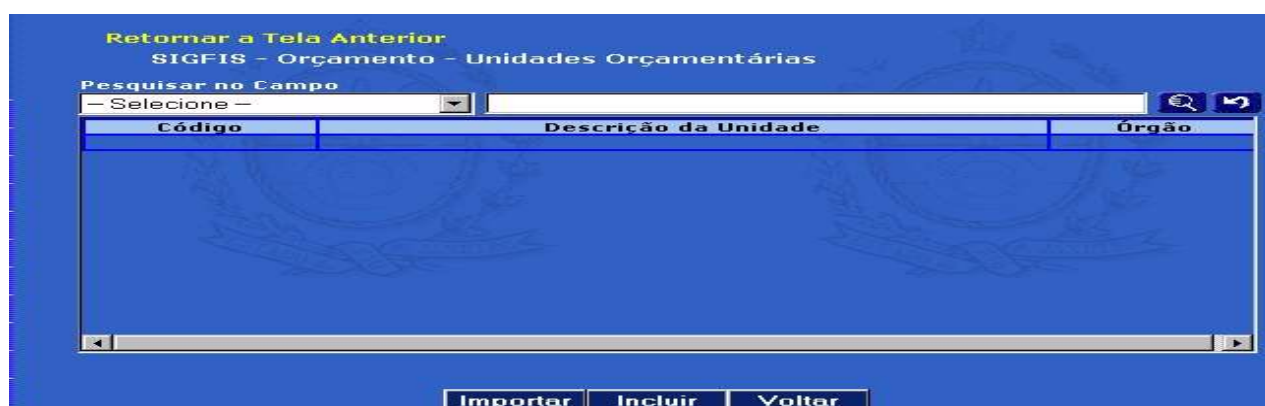 Retornar a Tela Anterior
SIGFIS - Orçamento - Unidades Orçamentárias
Pesquisar no Campo
— Selecione —
Código Descrição da Unidade Órgão
Importar Incluir Voltar